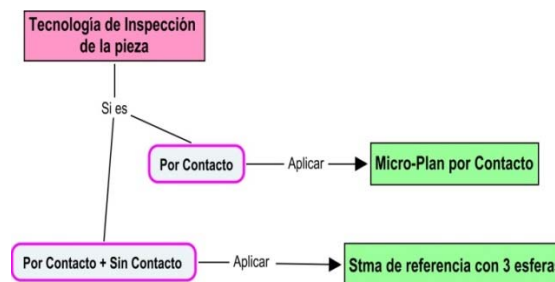 Tecnología de Inspección
de la pieza
Si es
Por Contacto
Aplicar
Micro-Plan por Contacto
Por Contacto + Sin Contacto
Aplicar
Stma de referencia con 3 esfera